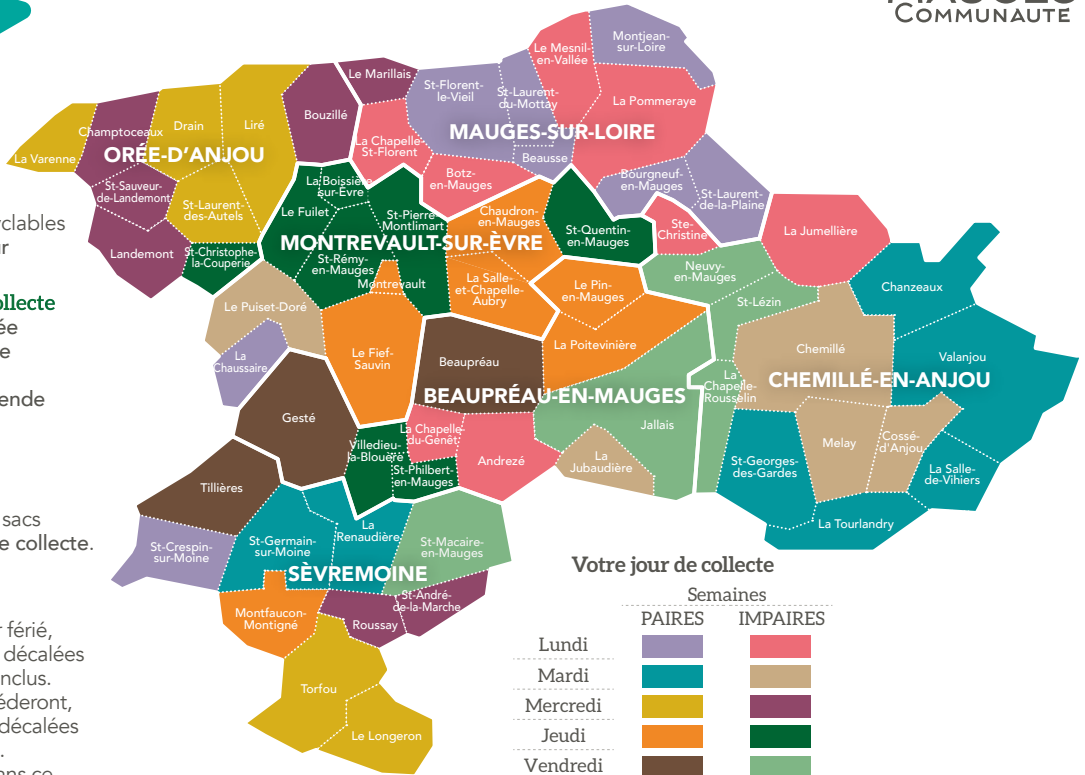 COMMUNAUTÉ
Montjean-
sur-Loire
Le Mesnil-
en-Vallée
Le Marillais
St-Florent-
le-Vieil
St-Laurent-
du-Mottay
La Pommeraye
Bouzillé
Champtoceaux
Drain
Liré
La Chapelle-
St-Florent
MAUGES-SUR-LOIRE
Beausse
La Varenne
ORÉE-D'ANJOU
Botz-
en-Mauges
Bourgneuf-
en-Mauges
St-Laurent-
de-la-Plaine
St-Sauveur-
de-Landemont
St-Laurent-
des-Autels
La Boissière-
sur-Èvre
Le Fuilet
St-Pierre-
Montlimart
Chaudron-
en-Mauges
St-Quentin-
en-Mauges
Ste-
Christine
La Jumellière
Landemont
St-Christophe-
la-Couperie
MONTREVAULT-SUR-ÈVRE
St-Rémy-
en-Mauges
Montrevault
La Salle-
et-Chapelle-
Aubry
Le Pin-
en-Mauges
Neuvy-
en-Mauges
St-Lézin
Chanzeaux
Le Puiset-Doré
La
Chaussaire
Le Fief-
Sauvin
Beaupréau
La Poitevinière
Chemillé
Valanjou
BEAUPRÉAU-EN-MAUGES
La
Chapelle-
Rousselin
CHEMILLÉ-EN-ANJOU
Gesté
Villedieu-
la-Blouère
La Chapelle-
du-Genêt
Jallais
Melay
Cossé-
d'Anjou
St-Philbert-
en-Mauges
Andrezé
La
Jubaudière
St-Georges-
des-Gardes
La Salle-
de-Vihiers
Tillières
La Tourlandry
St-Crespin-
sur-Moine
St-Germain-
sur-Moine
La
Renaudière
St-Macaire-
en-Mauges
SÈVREMOINE
Montfaucon-
Montigné
Roussay
St-André-
de-la-Marche
Torfou
Le Longeron
yclables
ur
ollecte
ée
e
ende
sacs
e collecte.
r férié,
décalées
nclus.
éderont,
décalées
.
ans ce
Votre jour de collecte
Semaines
PAIRES IMPAIRES
Lundi
Mardi
Mercredi
Jeudi
Vendredi